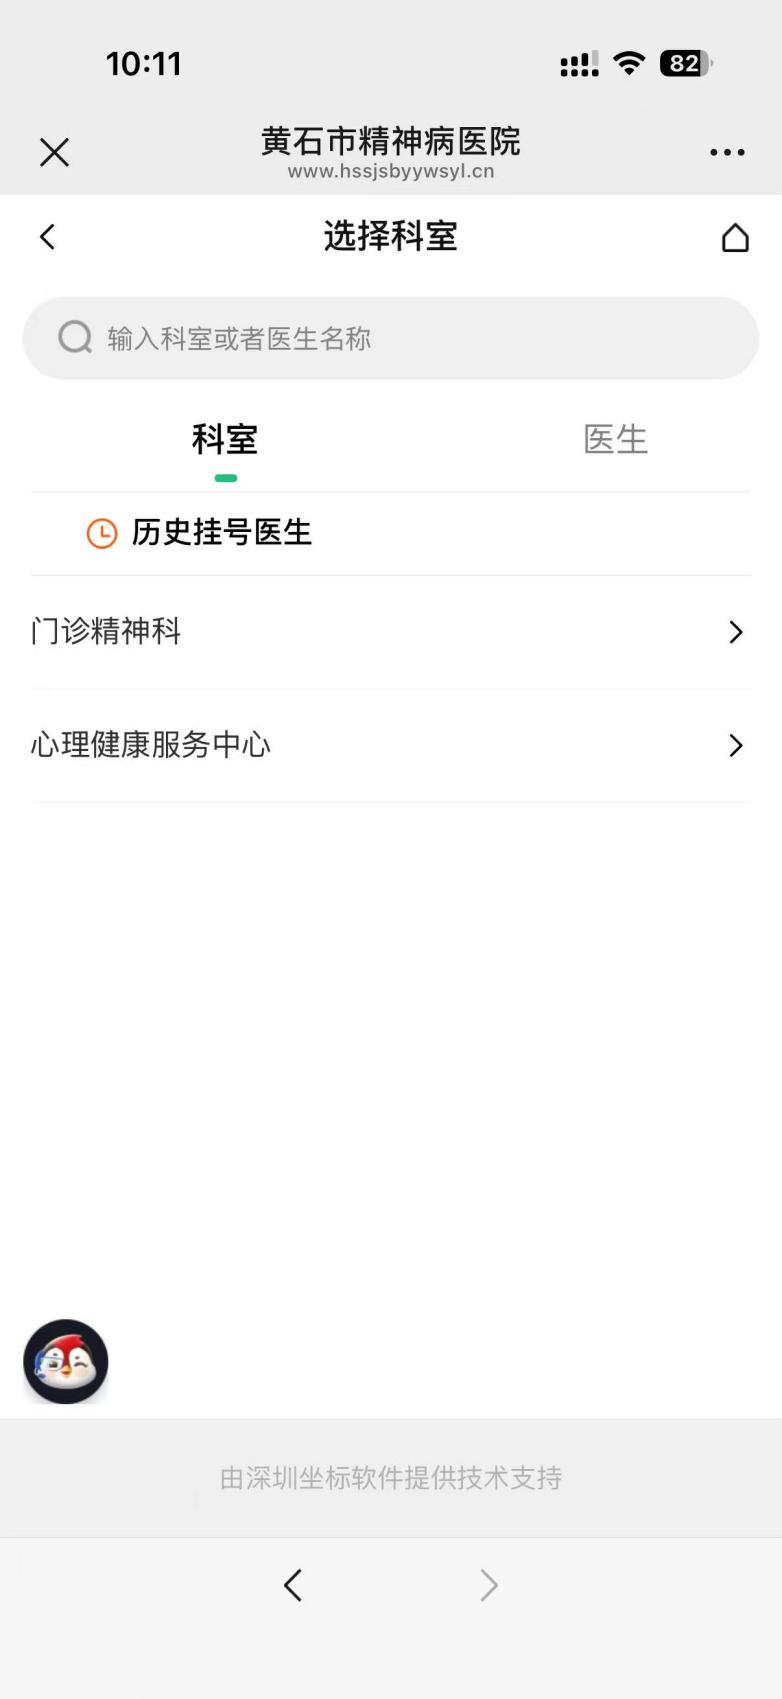 10:11
82
黄石市精神病医院
www.hssjsbyywsyl.cn
选择科室
输入科室或者医生名称
科室
医生
历史挂号医生
门诊精神科
心理健康服务中心
由深圳坐标软件提供技术支持